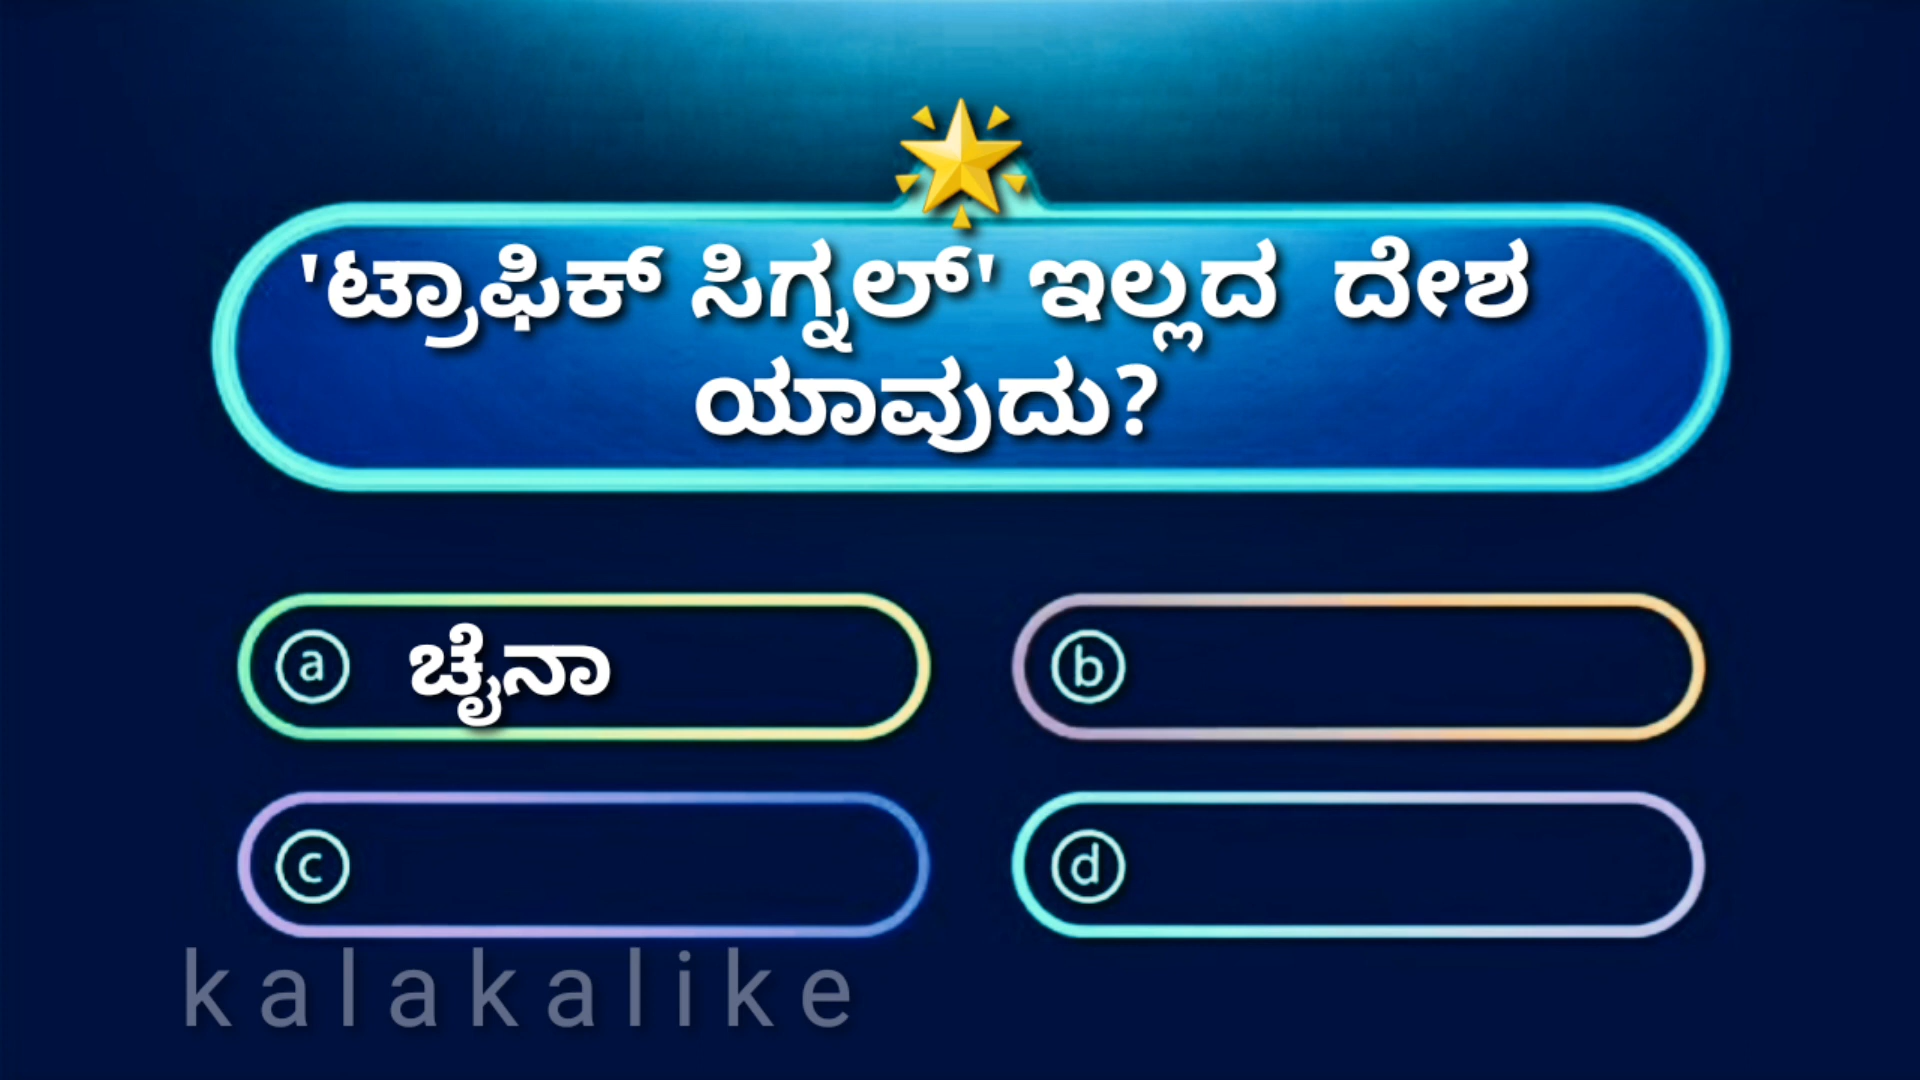 'ಟ್ರಾಫಿಕ್ ಸಿಗ್ನಲ್' ಇಲ್ಲದ ದೇಶ
ಯಾವುದು?
a ಚೈನಾ
b
c
d
kalakalike